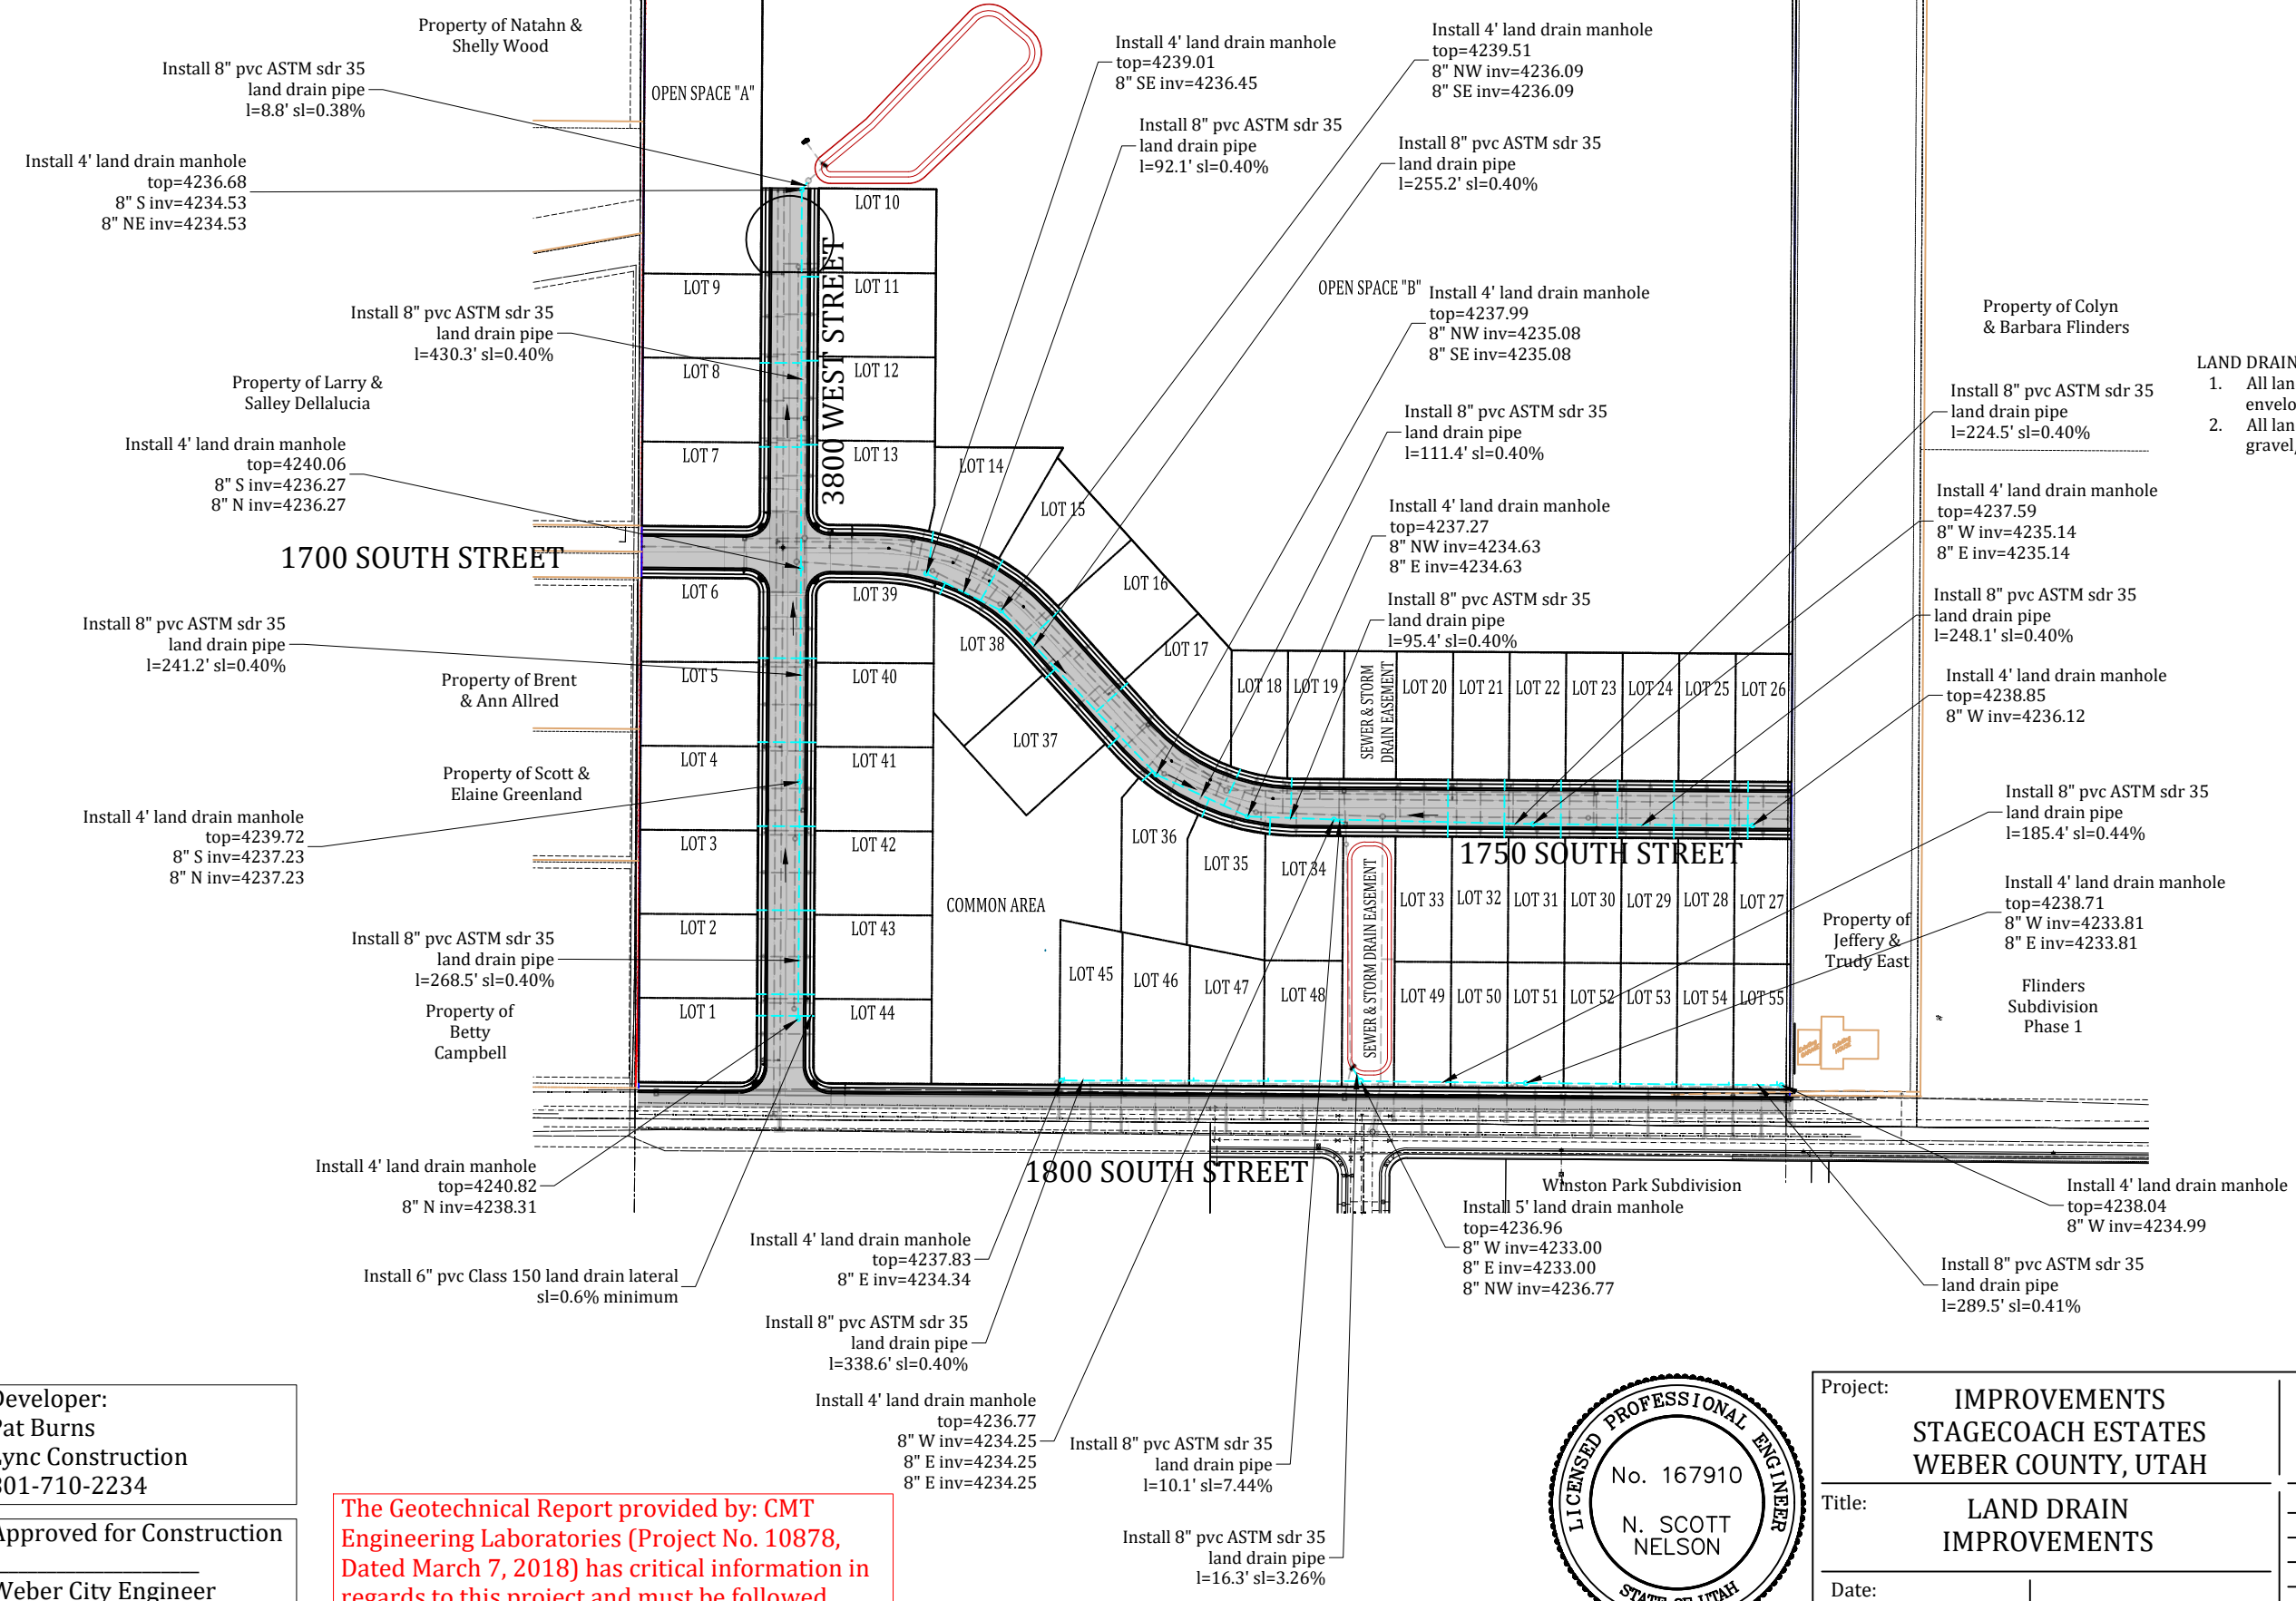 Property of Natahn &
Shelly Wood
Install 8" pvc ASTM sdr 35
land drain pipe
l=8.8' sl=0.38%
Install 4' land drain manhole
top=4236.68
8" S inv=4234.53
8" NE inv=4234.53
OPEN SPACE "A"
Install 4' land drain manhole
top=4239.01
8" SE inv=4236.45
Install 8" pvc ASTM sdr 35
land drain pipe
l=92.1' sl=0.40%
Install 4' land drain manhole
top=4239.51
8" NW inv=4236.09
8" SE inv=4236.09
Install 8" pvc ASTM sdr 35
land drain pipe
l=255.2' sl=0.40%
OPEN SPACE "B"
Install 4' land drain manhole
top=4237.99
8" NW inv=4235.08
8" SE inv=4235.08
Install 8" pvc ASTM sdr 35
land drain pipe
l=111.4' sl=0.40%
Install 4' land drain manhole
top=4237.27
8" NW inv=4234.63
8" E inv=4234.63
Install 8" pvc ASTM sdr 35
land drain pipe
l=95.4' sl=0.40%
Property of Colyn
& Barbara Flinders
LAND DRAIN
1. All lan
envelo
2. All lan
gravel,
Install 8" pvc ASTM sdr 35
land drain pipe
l=224.5' sl=0.40%
Install 4' land drain manhole
top=4237.59
8" W inv=4235.14
8" E inv=4235.14
Install 8" pvc ASTM sdr 35
land drain pipe
l=248.1' sl=0.40%
Install 4' land drain manhole
top=4238.85
8" W inv=4236.12
Install 8" pvc ASTM sdr 35
land drain pipe
l=185.4' sl=0.44%
Install 4' land drain manhole
top=4238.71
8" W inv=4233.81
8" E inv=4233.81
Property of
Jeffery &
Trudy East
Flinders
Subdivision
Phase 1
Install 8" pvc ASTM sdr 35
land drain pipe
l=430.3' sl=0.40%
Property of Larry &
Salley Dellalucia
Install 4' land drain manhole
top=4240.06
8" S inv=4236.27
8" N inv=4236.27
1700 SOUTH STREET
Install 8" pvc ASTM sdr 35
land drain pipe
l=241.2' sl=0.40%
Property of Brent
& Ann Allred
Property of Scott &
Elaine Greenland
Install 4' land drain manhole
top=4239.72
8" S inv=4237.23
8" N inv=4237.23
Install 8" pvc ASTM sdr 35
land drain pipe
l=268.5' sl=0.40%
Property of
Betty
Campbell
3800 WEST STREET
LOT 10
LOT 9
LOT 11
LOT 8
LOT 12
LOT 7
LOT 13
LOT 14
LOT 15
LOT 16
LOT 17
LOT 6
LOT 39
LOT 38
LOT 5
LOT 40
LOT 37
LOT 4
LOT 41
LOT 3
LOT 42
LOT 2
LOT 43
LOT 1
LOT 44
COMMON AREA
LOT 18
LOT 19
SEWER & STORM
DRAIN EASEMENT
LOT 20
LOT 21
LOT 22
LOT 23
LOT 24
LOT 25
LOT 26
1750 SOUTH STREET
LOT 36
LOT 35
LOT 34
SEWER & STORM DRAIN EASEMENT
LOT 33
LOT 32
LOT 31
LOT 30
LOT 29
LOT 28
LOT 27
LOT 45
LOT 46
LOT 47
LOT 48
LOT 49
LOT 50
LOT 51
LOT 52
LOT 53
LOT 54
LOT 55
1800 SOUTH STREET
Winston Park Subdivision
Install 4' land drain manhole
top=4240.82
8" N inv=4238.31
Install 6" pvc Class 150 land drain lateral
sl=0.6% minimum
Install 4' land drain manhole
top=4237.83
8" E inv=4234.34
Install 8" pvc ASTM sdr 35
land drain pipe
l=338.6' sl=0.40%
Install 4' land drain manhole
top=4236.77
8" W inv=4234.25
8" E inv=4234.25
8" E inv=4234.25
Install 8" pvc ASTM sdr 35
land drain pipe
l=10.1' sl=7.44%
Install 8" pvc ASTM sdr 35
land drain pipe
l=16.3' sl=3.26%
Install 5' land drain manhole
top=4236.96
8" W inv=4233.00
8" E inv=4233.00
8" NW inv=4236.77
Install 4' land drain manhole
top=4238.04
8" W inv=4234.99
Install 8" pvc ASTM sdr 35
land drain pipe
l=289.5' sl=0.41%
Developer:
Pat Burns
Lync Construction
801-710-2234
Approved for Construction
Weber City Engineer
The Geotechnical Report provided by: CMT
Engineering Laboratories (Project No. 10878,
Dated March 7, 2018) has critical information in
regards to this project and must be followed
LICENSED PROFESSIONAL ENGINEER
No. 167910
N. SCOTT
NELSON
STATE OF UTAH
Project:
IMPROVEMENTS
STAGECOACH ESTATES
WEBER COUNTY, UTAH
Title:
LAND DRAIN
IMPROVEMENTS
Date: